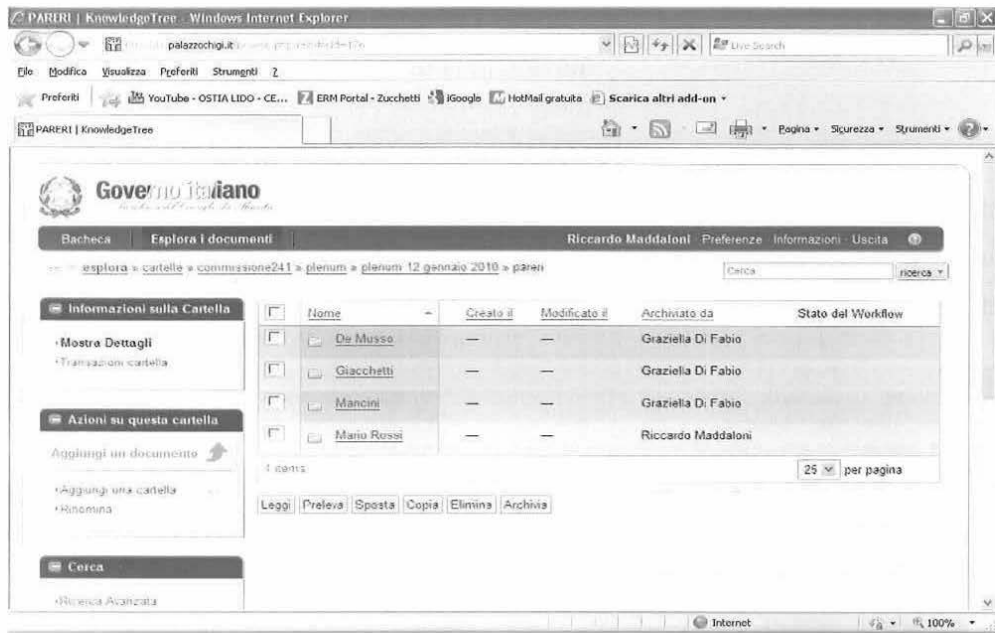 PARERI | KnowledgeTree - Windows Internet Explorer
palazzochigi.it
Live Search
File Modifica Visualizza Preferiti Strumenti ?
Preferiti YouTube - OSTIA LIDO - CE... ERM Portal - Zucchetti iGoogle HotMail gratuita Scarica altri add-on
PARERI | KnowledgeTree
Pagina Sicurezza Strumenti
Governo italiano
Bacheca Esplora i documenti Riccardo Maddaloni Preferenze Informazioni Uscita
esplora » cartelle » commissione241 » plenum » plenum 12 gennaio 2010 » pareri
Cerca ricerca
Informazioni sulla Cartella
Mostra Dettagli
Transazioni cartella
Azioni su questa cartella
Aggiungi un documento
Aggiungi una cartella
Rinomina
Cerca
Ricerca Avanzata
Nome Creato il Modificato il Archiviato da Stato del Workflow
De Musso — — Graziella Di Fabio
Giacchetti — — Graziella Di Fabio
Mancini — — Graziella Di Fabio
Mario Rossi — — Riccardo Maddaloni
4 items 25 per pagina
Leggi Preleva Sposta Copia Elimina Archivia
Internet 100%